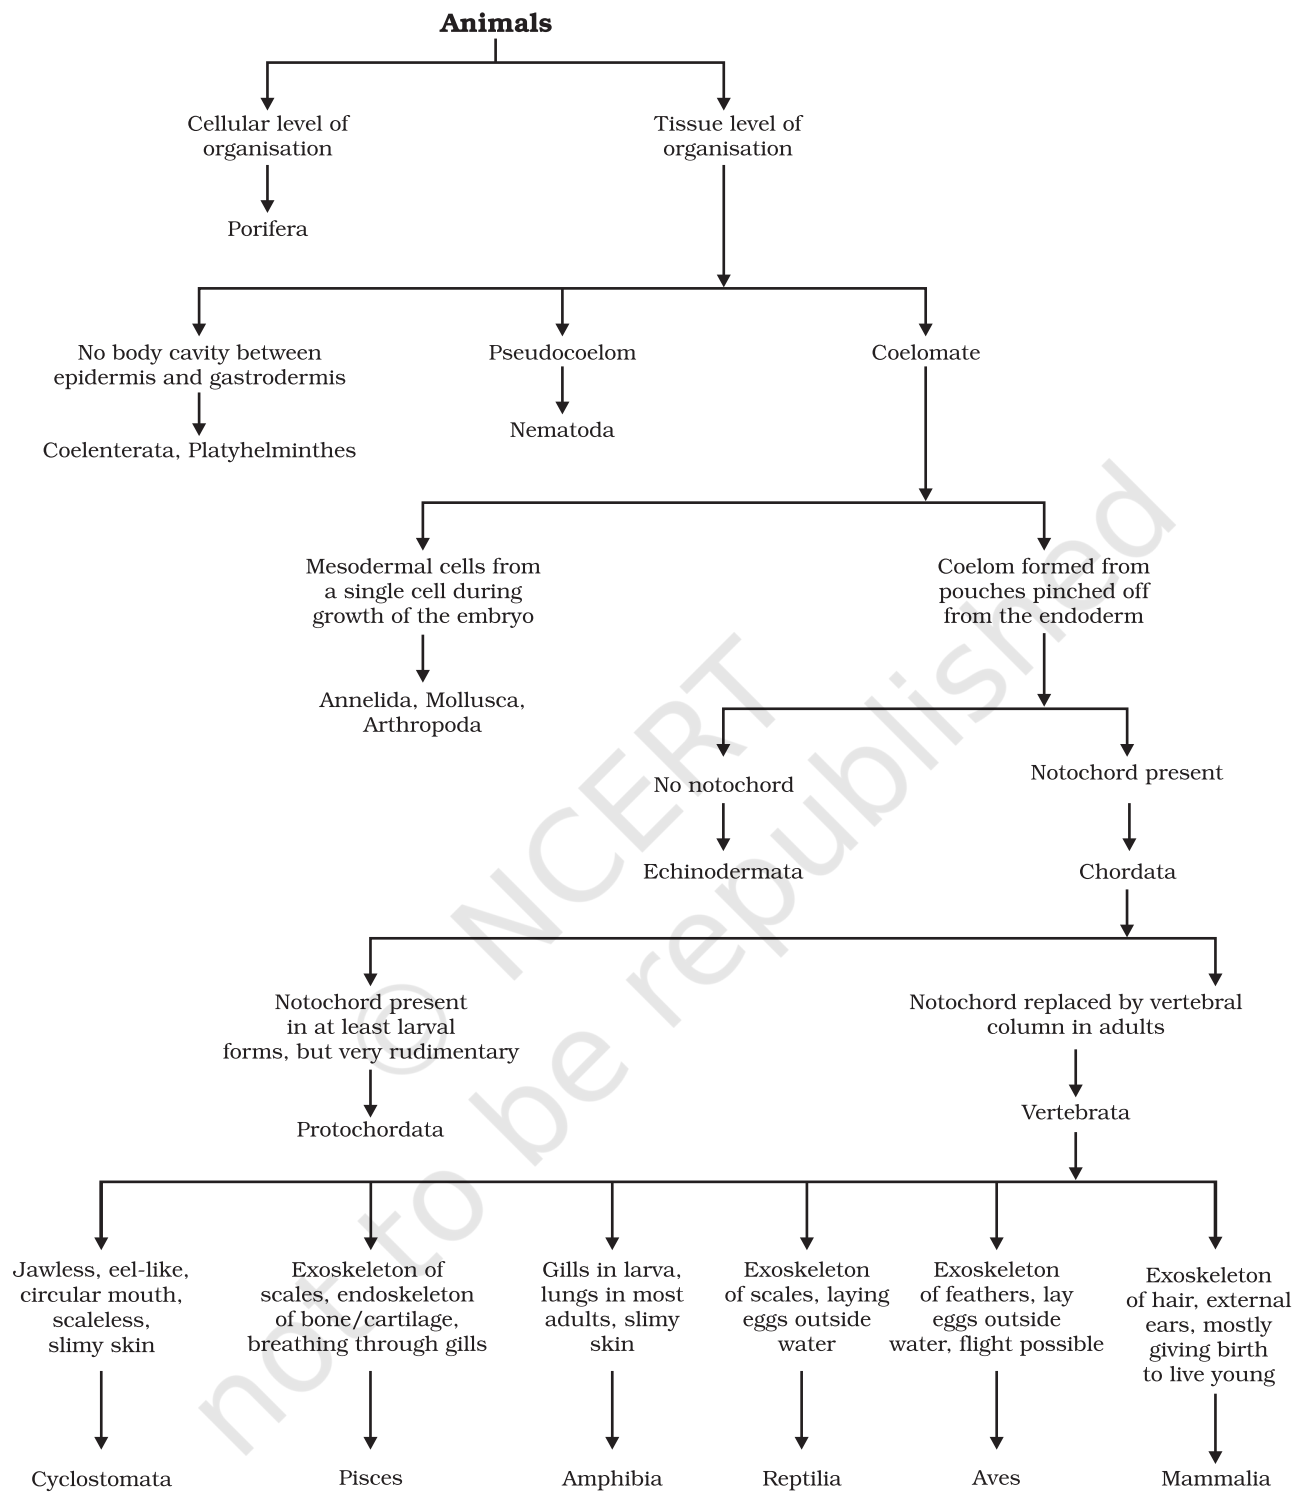 Animals
Cellular level of
organisation
Tissue level of
organisation
Porifera
No body cavity between
epidermis and gastrodermis
Pseudocoelom
Coelomate
Coelenterata, Platyhelminthes
Nematoda
Mesodermal cells from
a single cell during
growth of the embryo
Coelom formed from
pouches pinched off
from the endoderm
Annelida, Mollusca,
Arthropoda
No notochord
Notochord present
Echinodermata
Chordata
Notochord present
in at least larval
forms, but very rudimentary
Notochord replaced by vertebral
column in adults
Protochordata
Vertebrata
Jawless, eel-like,
circular mouth,
scaleless,
slimy skin
Exoskeleton of
scales, endoskeleton
of bone/cartilage,
breathing through gills
Gills in larva,
lungs in most
adults, slimy
skin
Exoskeleton
of scales, laying
eggs outside
water
Exoskeleton
of feathers, lay
eggs outside
water, flight possible
Exoskeleton
of hair, external
ears, mostly
giving birth
to live young
Cyclostomata
Pisces
Amphibia
Reptilia
Aves
Mammalia
© NCERT
not to be republished